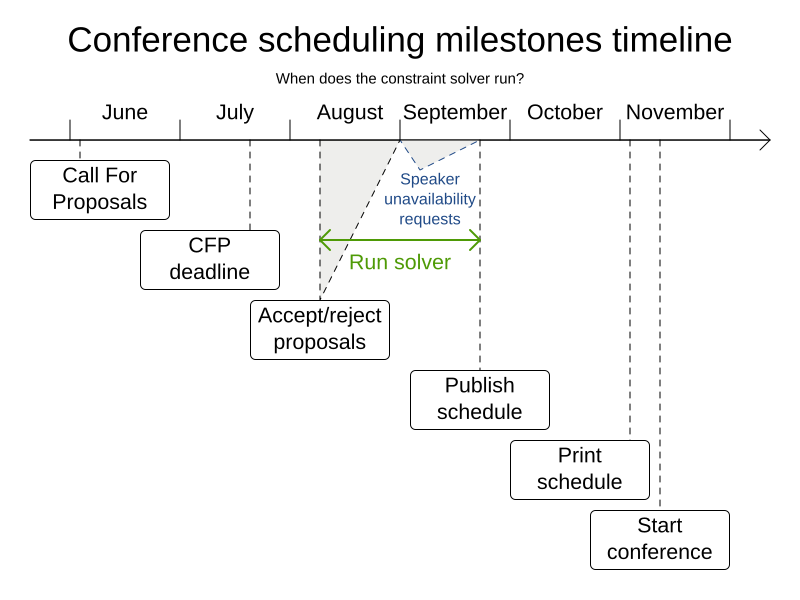 Conference scheduling milestones timeline
When does the constraint solver run?
June July August September October November
Call For
Proposals
Speaker
unavailability
requests
CFP
deadline
Run solver
Accept/reject
proposals
Publish
schedule
Print
schedule
Start
conference